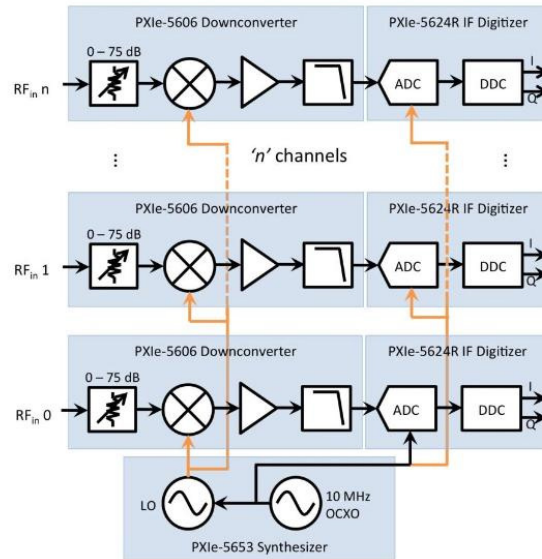 PXIe-5606 Downconverter
PXIe-5624R IF Digitizer
0 – 75 dB
RFin n
ADC
DDC
I
Q
⋮
'n' channels
⋮
PXIe-5606 Downconverter
PXIe-5624R IF Digitizer
0 – 75 dB
RFin 1
ADC
DDC
I
Q
PXIe-5606 Downconverter
PXIe-5624R IF Digitizer
0 – 75 dB
RFin 0
ADC
DDC
I
Q
LO
10 MHz
OCXO
PXIe-5653 Synthesizer